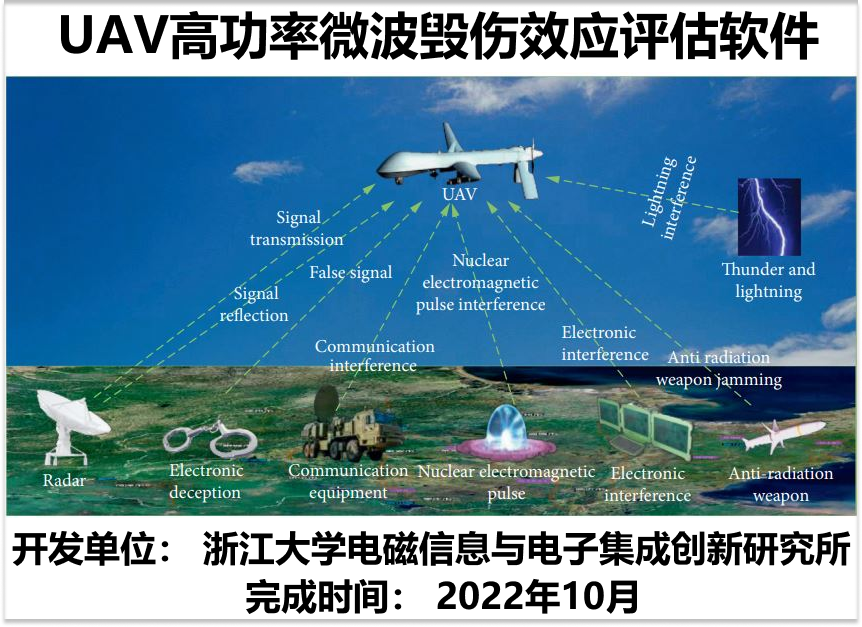 UAV高功率微波毁伤效应评估软件
UAV
Lightning
interference
Signal
transmission
Thunder and
lightning
False signal
Nuclear
electromagnetic
pulse interference
Signal
reflection
Electronic
interference
Communication
interference
Anti radiation
weapon jamming
Radar
Electronic
deception
Communication
equipment
Nuclear electromagnetic
pulse
Electronic
interference
Anti-radiation
weapon
开发单位： 浙江大学电磁信息与电子集成创新研究所
完成时间： 2022年10月